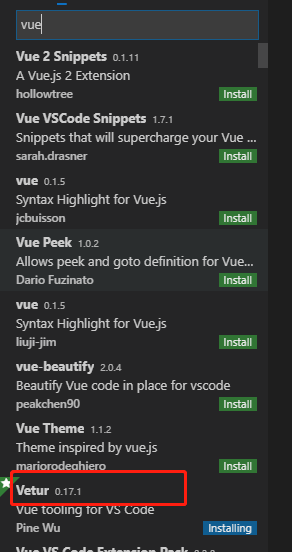 vue
Vue 2 Snippets 0.1.11
A Vue.js 2 Extension
hollowtree Install
Vue VSCode Snippets 1.7.1
Snippets that will supercharge your Vue ...
sarah.drasner Install
vue 0.1.5
Syntax Highlight for Vue.js
jcbuisson Install
Vue Peek 1.0.2
Allows peek and goto definition for Vue...
Dario Fuzinato Install
vue 0.1.5
Syntax Highlight for Vue.js
liuji-jim Install
vue-beautify 2.0.4
Beautify Vue code in place for vscode
peakchen90 Install
Vue Theme 1.1.2
Theme inspired by vue.js
mariorodeghiero Install
Vetur 0.17.1
Vue tooling for VS Code
Pine Wu Installing
Vue VS Code Extension Pack 0.2.0